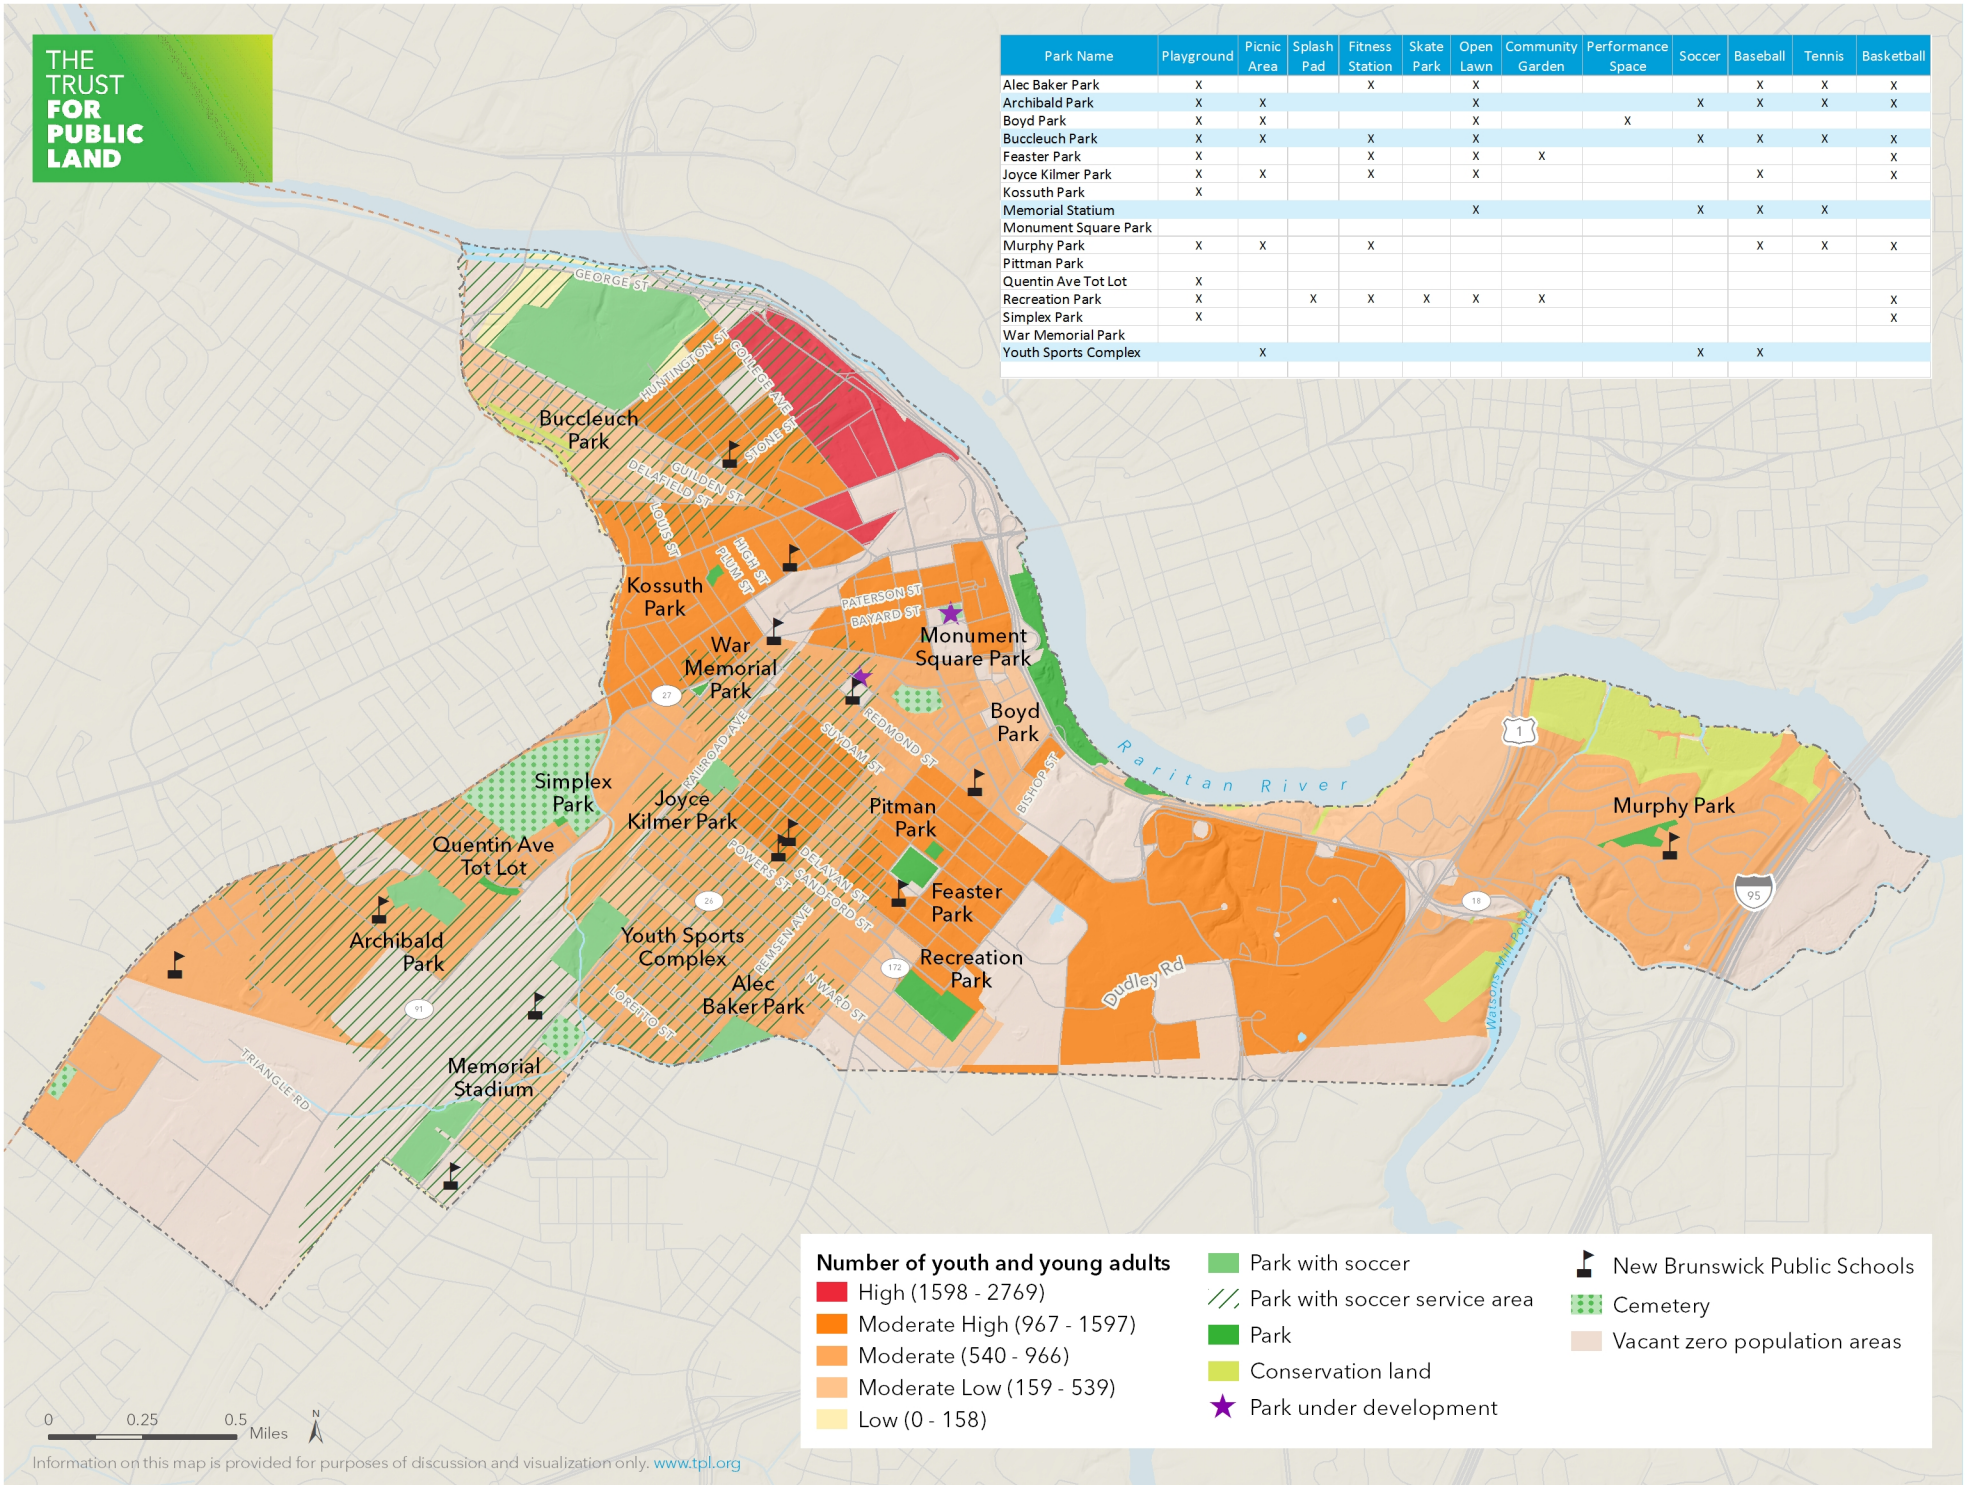 THE
TRUST
FOR
PUBLIC
LAND
Park Name Playground Picnic Area Splash Pad Fitness Station Skate Park Open Lawn Community Garden Performance Space Soccer Baseball Tennis Basketball
Alec Baker Park X X X X X X
Archibald Park X X X X X X X
Boyd Park X X X X
Buccleuch Park X X X X X X X X
Feaster Park X X X X X
Joyce Kilmer Park X X X X X X
Kossuth Park X
Memorial Statium X X X X
Monument Square Park
Murphy Park X X X X X X
Pittman Park
Quentin Ave Tot Lot X
Recreation Park X X X X X X X
Simplex Park X X
War Memorial Park
Youth Sports Complex X X X
GEORGE ST
HUNTINGTON ST
COLLEGE AVE
STONE ST
Buccleuch
Park
GUILDEN ST
DELAFIELD ST
LOUIS ST
HIGH ST
PLUM ST
Kossuth
Park
PATERSON ST
BAYARD ST
Monument
Square Park
War
Memorial
Park
27
Boyd
Park
REDMOND ST
SUYDAM ST
RAILROAD AVE
BISHOP ST
Raritan River
1
Simplex
Park
Joyce
Kilmer Park
Pitman
Park
Murphy Park
Quentin Ave
Tot Lot
POWERS ST
DELAVAN ST
SANDFORD ST
26
Feaster
Park
18
95
Archibald
Park
Youth Sports
Complex
REMSEN AVE
172
Recreation
Park
Alec
Baker Park
N WARD ST
Dudley Rd
Watsons Mill Pond
91
LORETTO ST
TRIANGLE RD
Memorial
Stadium
Number of youth and young adults
High (1598 - 2769)
Moderate High (967 - 1597)
Moderate (540 - 966)
Moderate Low (159 - 539)
Low (0 - 158)
Park with soccer
Park with soccer service area
Park
Conservation land
Park under development
New Brunswick Public Schools
Cemetery
Vacant zero population areas
0 0.25 0.5
Miles
N
Information on this map is provided for purposes of discussion and visualization only. www.tpl.org